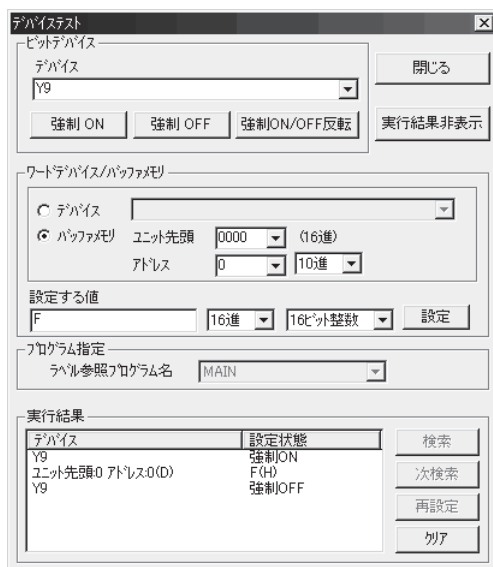 デバイステスト
ビットデバイス
デバイス
Y9
閉じる
強制 ON 強制 OFF 強制ON/OFF反転 実行結果非表示
ワードデバイス/バッファメモリ
デバイス
バッファメモリ ユニット先頭 0000 (16進)
アドレス 0 10進
設定する値
F 16進 16ビット整数 設定
プログラム指定
ラベル参照プログラム名 MAIN
実行結果
デバイス 設定状態
Y9 強制ON
ユニット先頭:0 アドレス:0(D) F(H)
Y9 強制OFF
検索
次検索
再設定
クリア